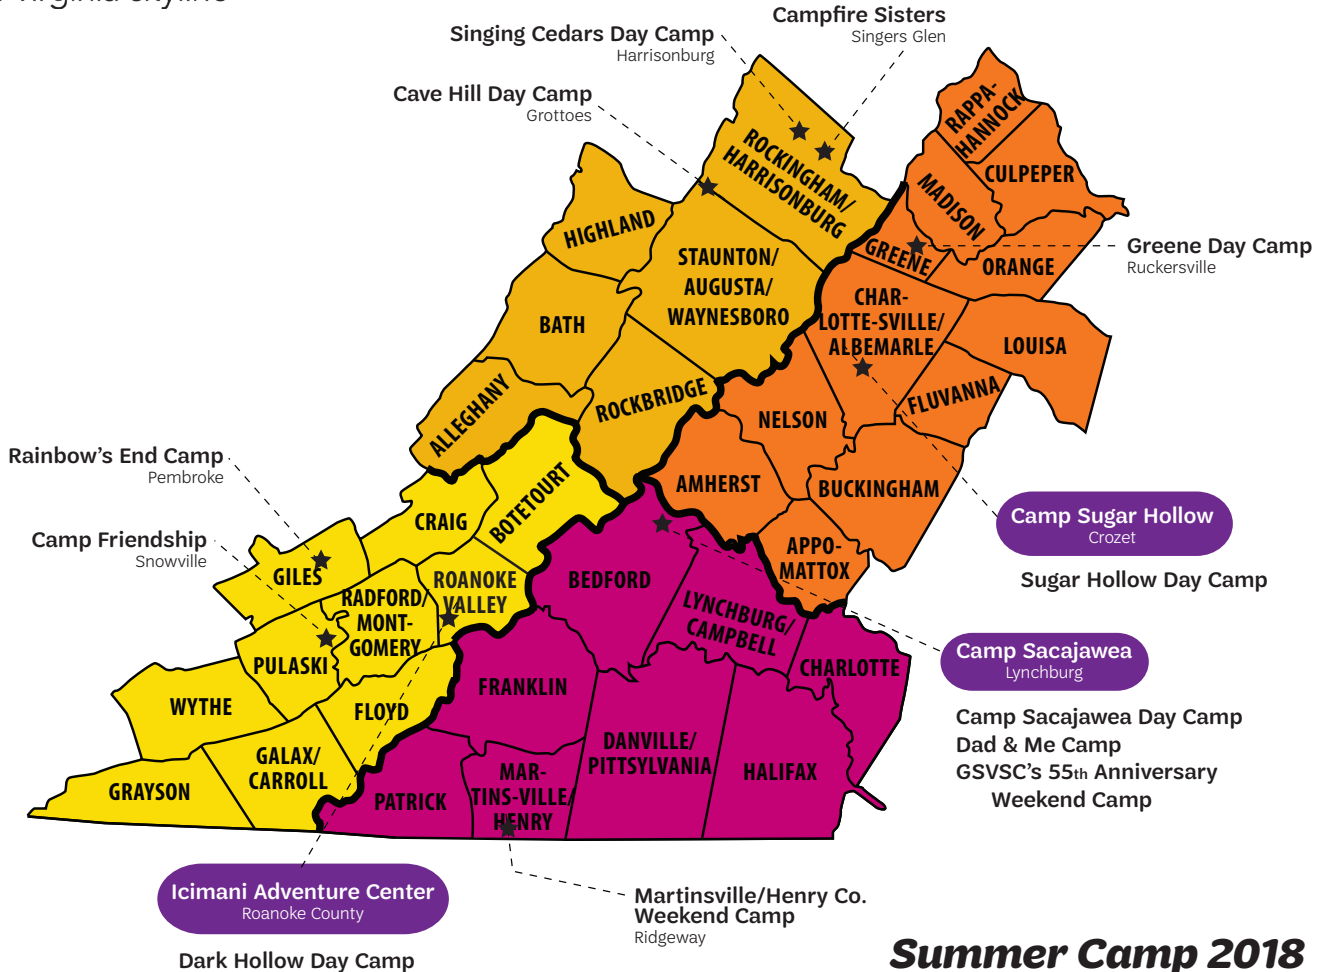 Virginia Skyline
Campfire Sisters
Singers Glen
Singing Cedars Day Camp
Harrisonburg
Cave Hill Day Camp
Grottoes
RAPPA-
HANNOCK
CULPEPER
MADISON
ROCKINGHAM/
HARRISONBURG
HIGHLAND
GREENE
ORANGE
Greene Day Camp
Ruckersville
STAUNTON/
AUGUSTA/
WAYNESBORO
BATH
CHAR-
LOTTE-SVILLE/
ALBEMARLE
LOUISA
FLUVANNA
ALLEGHANY
ROCKBRIDGE
NELSON
Rainbow's End Camp
Pembroke
AMHERST
BUCKINGHAM
CRAIG
BOTETOURT
Camp Sugar Hollow
Crozet
Sugar Hollow Day Camp
Camp Friendship
Snowville
GILES
APPO-
MATTOX
ROANOKE
VALLEY
BEDFORD
RADFORD/
MONT-
GOMERY
LYNCHBURG/
CAMPBELL
PULASKI
CHARLOTTE
Camp Sacajawea
Lynchburg
Camp Sacajawea Day Camp
Dad & Me Camp
GSVSC's 55th Anniversary
Weekend Camp
WYTHE
FLOYD
FRANKLIN
GALAX/
CARROLL
DANVILLE/
PITTSYLVANIA
HALIFAX
GRAYSON
PATRICK
MAR-
TINS-VILLE/
HENRY
Icimani Adventure Center
Roanoke County
Dark Hollow Day Camp
Martinsville/Henry Co.
Weekend Camp
Ridgeway
Summer Camp 2018